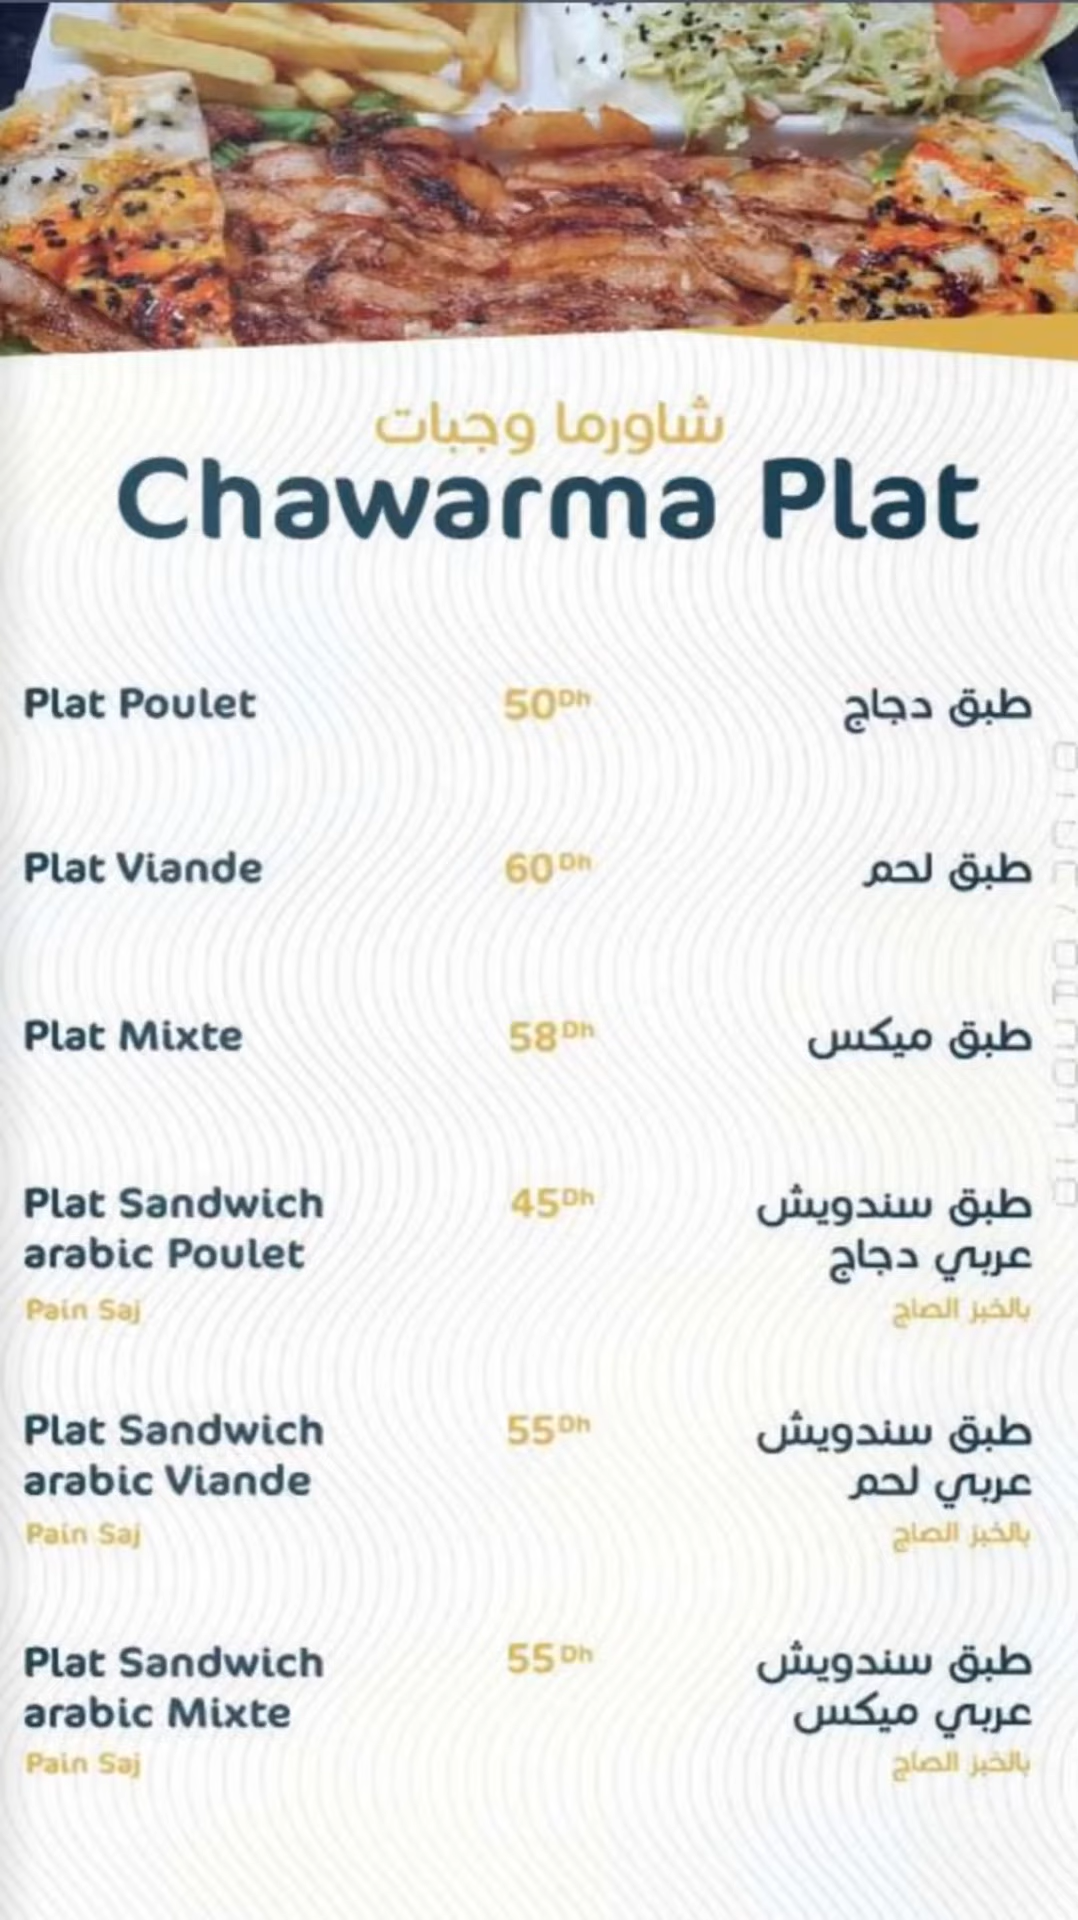 شاورما وجبات
Chawarma Plat
Plat Poulet 50Dh طبق دجاج
Plat Viande 60Dh طبق لحم
Plat Mixte 58Dh طبق ميكس
Plat Sandwich 45Dh طبق سندويش
arabic Poulet عربي دجاج
Pain Saj بالخبز الصاج
Plat Sandwich 55Dh طبق سندويش
arabic Viande عربي لحم
Pain Saj بالخبز الصاج
Plat Sandwich 55Dh طبق سندويش
arabic Mixte عربي ميكس
Pain Saj بالخبز الصاج